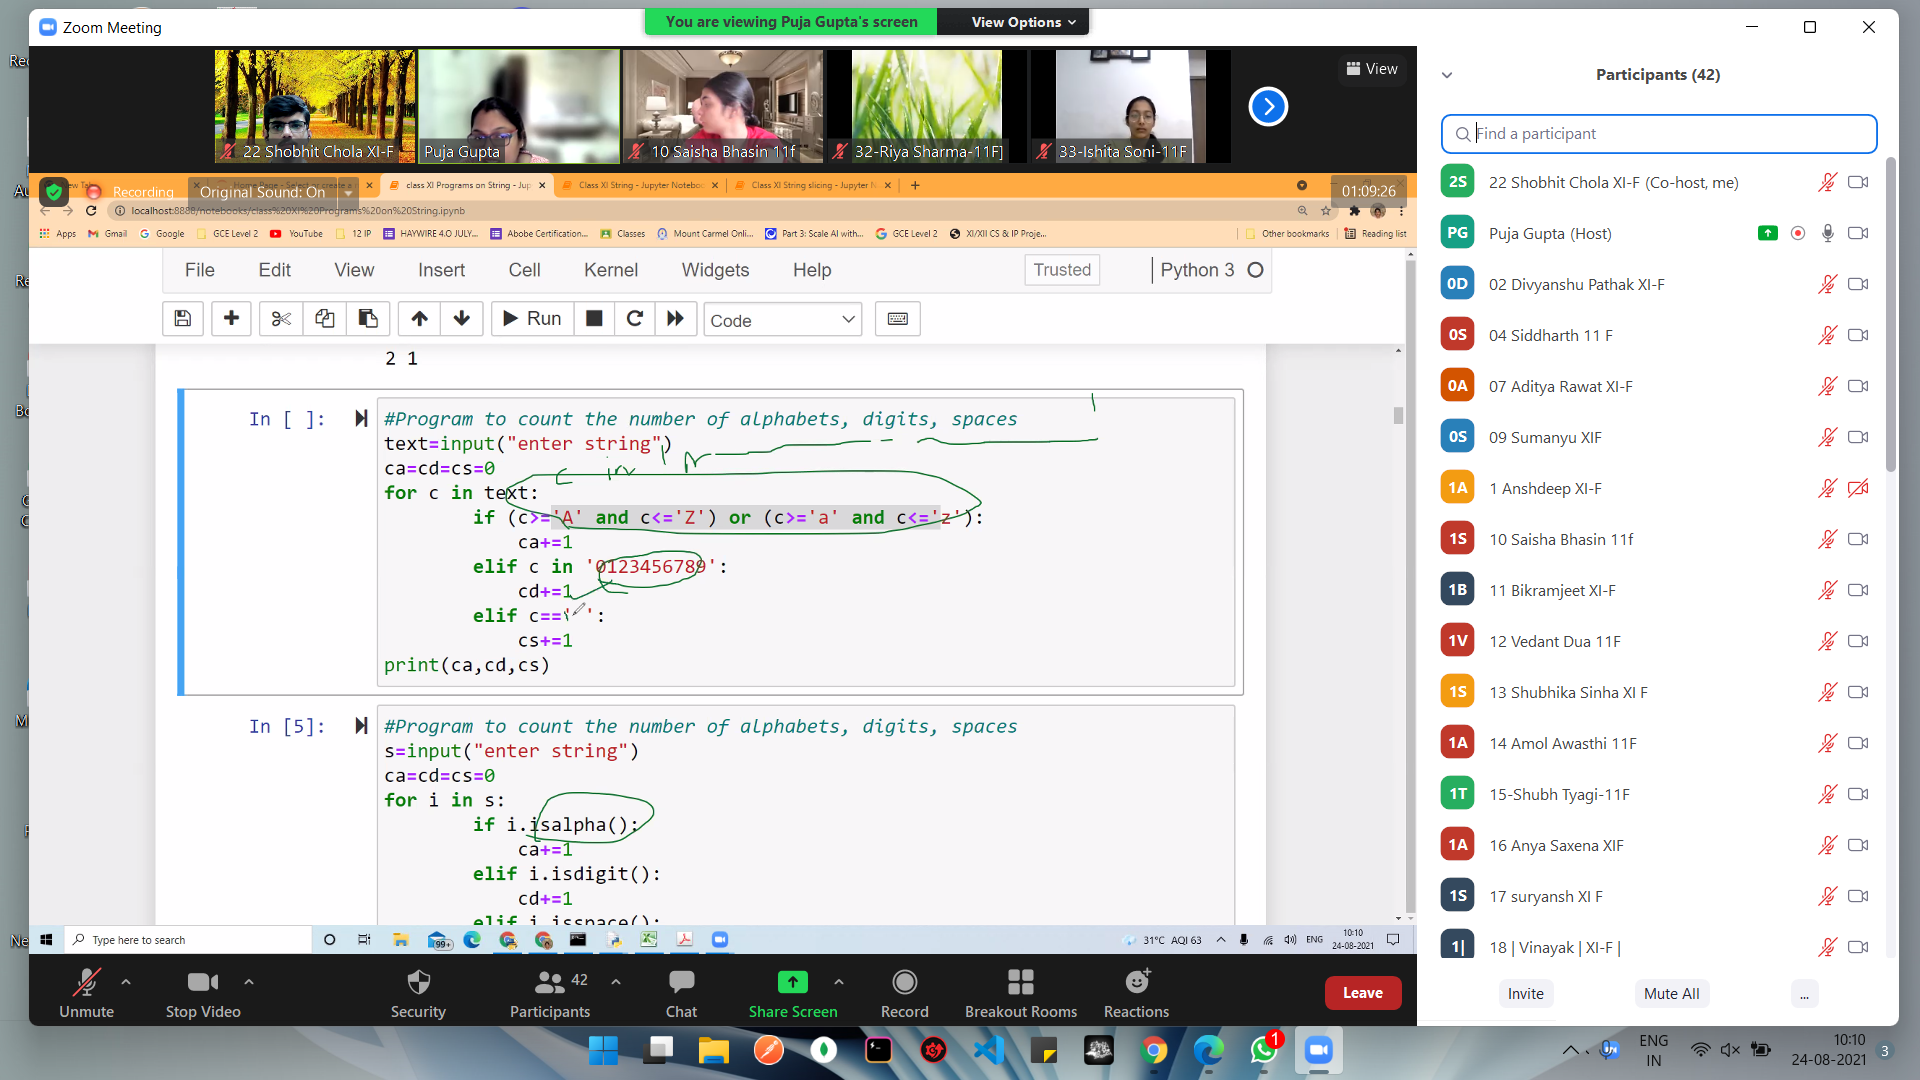 Zoom Meeting
You are viewing Puja Gupta's screen
View Options
22 Shobhit Chola XI-F
Puja Gupta
10 Saisha Bhasin 11f
32-Riya Sharma-11F]
33-Ishita Soni-11F
View
Recording
Original Sound: On
class XI Programs on String - Jup
Class XI String - Jupyter Noteboo
Class XI String slicing - Jupyter N
01:09:26
localhost:8888/notebooks/class%20XI%20Programs%20on%20String.ipynb
Apps
Gmail
Google
GCE Level 2
YouTube
12 IP
HAYWIRE 4.0 JULY...
Abobe Certification...
Classes
Mount Carmel Onli...
Part 3: Scale AI with...
GCE Level 2
XI/XII CS & IP Proje...
Other bookmarks
Reading list
File
Edit
View
Insert
Cell
Kernel
Widgets
Help
Trusted
Python 3
Run
Code
2 1
In [ ]:
#Program to count the number of alphabets, digits, spaces
text=input("enter string")
ca=cd=cs=0
for c in text:
if (c>='A' and c<='Z') or (c>='a' and c<='z'):
ca+=1
elif c in '0123456789':
cd+=1
elif c==' ':
cs+=1
print(ca,cd,cs)
In [5]:
#Program to count the number of alphabets, digits, spaces
s=input("enter string")
ca=cd=cs=0
for i in s:
if i.isalpha():
ca+=1
elif i.isdigit():
cd+=1
elif i.isspace():
Type here to search
99+
31°C AQI 63
ENG
10:10
24-08-2021
Unmute
Stop Video
Security
Participants
42
Chat
Share Screen
Record
Breakout Rooms
Reactions
Leave
Participants (42)
Find a participant
2S 22 Shobhit Chola XI-F (Co-host, me)
PG Puja Gupta (Host)
0D 02 Divyanshu Pathak XI-F
0S 04 Siddharth 11 F
0A 07 Aditya Rawat XI-F
0S 09 Sumanyu XIF
1A 1 Anshdeep XI-F
1S 10 Saisha Bhasin 11f
1B 11 Bikramjeet XI-F
1V 12 Vedant Dua 11F
1S 13 Shubhika Sinha XI F
1A 14 Amol Awasthi 11F
1T 15-Shubh Tyagi-11F
1A 16 Anya Saxena XIF
1S 17 suryansh XI F
1| 18 | Vinayak | XI-F |
Invite
Mute All
...
1
ENG
IN
10:10
24-08-2021
3